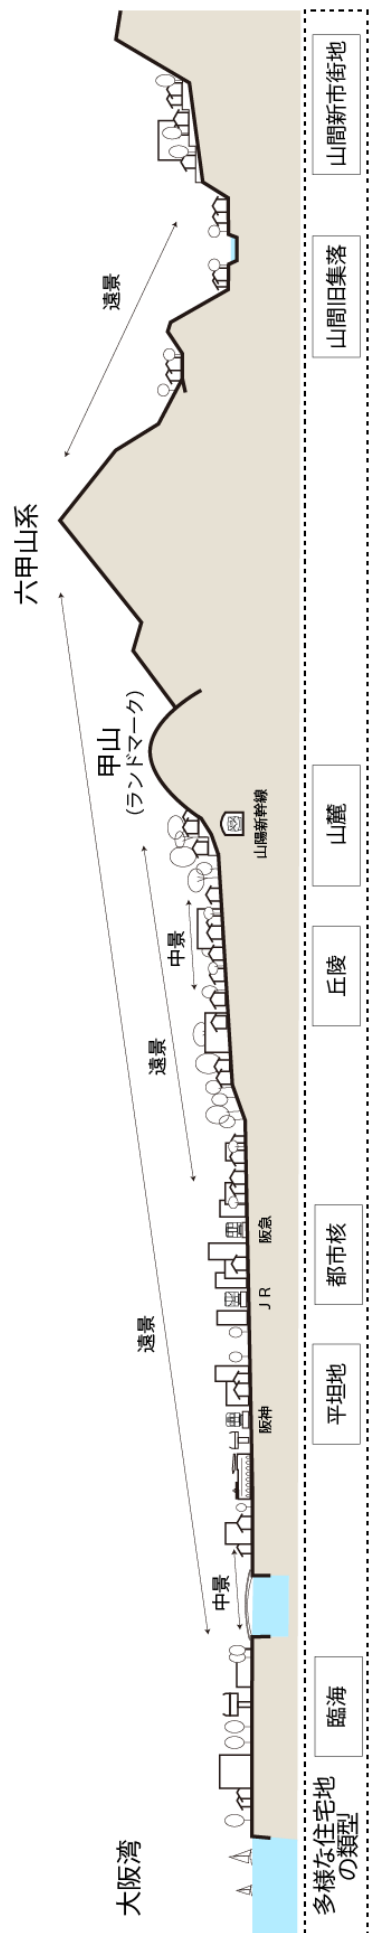 大阪湾
中景
遠景
遠景
中景
甲山
(ランドマーク)
六甲山系
遠景
阪神
JR
阪急
山陽新幹線
多様な住宅地
の類型
臨海
平坦地
都市核
丘陵
山麓
山間旧集落
山間新市街地